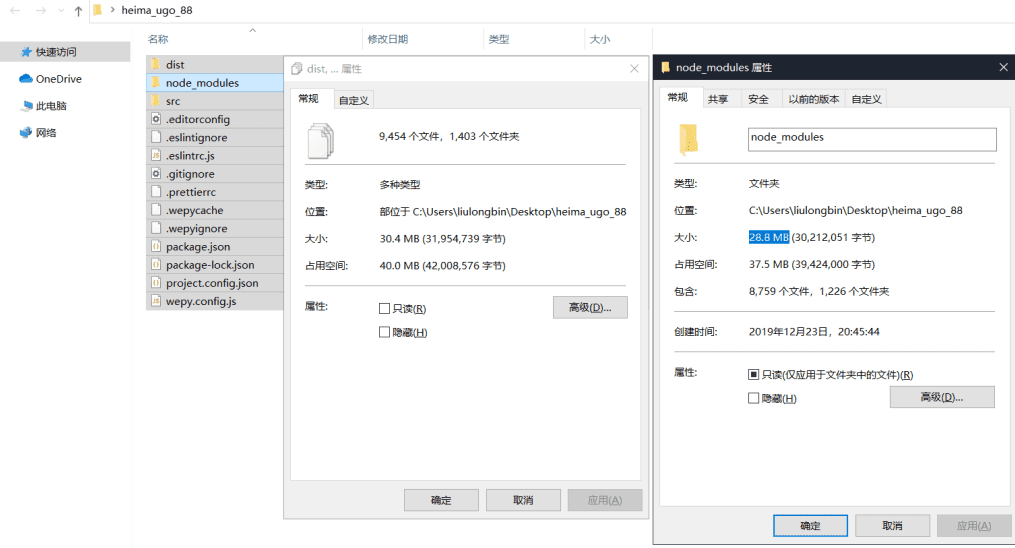 heima_ugo_88
名称
修改日期
类型
大小
快速访问
OneDrive
此电脑
网络
dist
node_modules
src
.editorconfig
.eslintignore
.eslintrc.js
.gitignore
.prettierrc
.wepycache
.wepyignore
package.json
package-lock.json
project.config.json
wepy.config.js
dist, ... 属性
常规
自定义
9,454 个文件，1,403 个文件夹
类型: 多种类型
位置: 部位于 C:\Users\liulongbin\Desktop\heima_ugo_88
大小: 30.4 MB (31,954,739 字节)
占用空间: 40.0 MB (42,008,576 字节)
属性: 只读(R) 高级(D)...
隐藏(H)
确定 取消 应用(A)
node_modules 属性
常规 共享 安全 以前的版本 自定义
node_modules
类型: 文件夹
位置: C:\Users\liulongbin\Desktop\heima_ugo_88
大小: 28.8 MB (30,212,051 字节)
占用空间: 37.5 MB (39,424,000 字节)
包含: 8,759 个文件，1,226 个文件夹
创建时间: 2019年12月23日，20:45:44
属性: 只读(仅应用于文件夹中的文件)(R)
隐藏(H) 高级(D)...
确定 取消 应用(A)